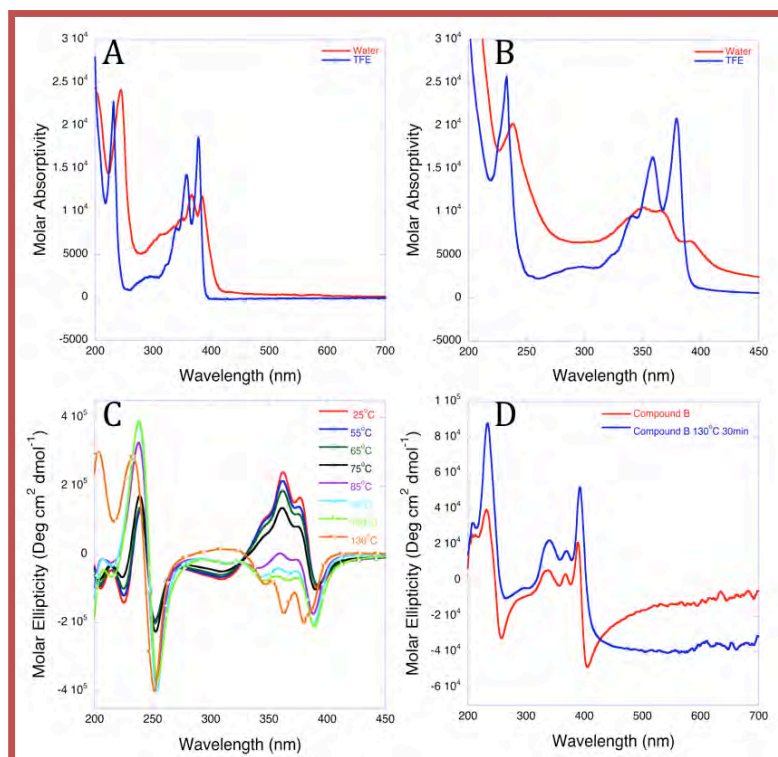 A
Water
TFE
3 10⁴
2.5 10⁴
2 10⁴
1.5 10⁴
1 10⁴
5000
0
-5000
Molar Absorptivity
200 300 400 500 600 700
Wavelength (nm)
B
Water
TFE
3 10⁴
2.5 10⁴
2 10⁴
1.5 10⁴
1 10⁴
5000
0
-5000
Molar Absorptivity
200 250 300 350 400 450
Wavelength (nm)
C
25°C
55°C
65°C
75°C
85°C
130°C
4 10⁵
2 10⁵
0
-2 10⁵
-4 10⁵
Molar Ellipticity (Deg cm² dmol⁻¹)
200 250 300 350 400 450
Wavelength (nm)
D
Compound B
Compound B 130°C 30min
1 10⁵
8 10⁴
6 10⁴
4 10⁴
2 10⁴
0
-2 10⁴
-4 10⁴
-6 10⁴
Molar Ellipticity (Deg cm² dmol⁻¹)
200 300 400 500 600 700
Wavelength (nm)